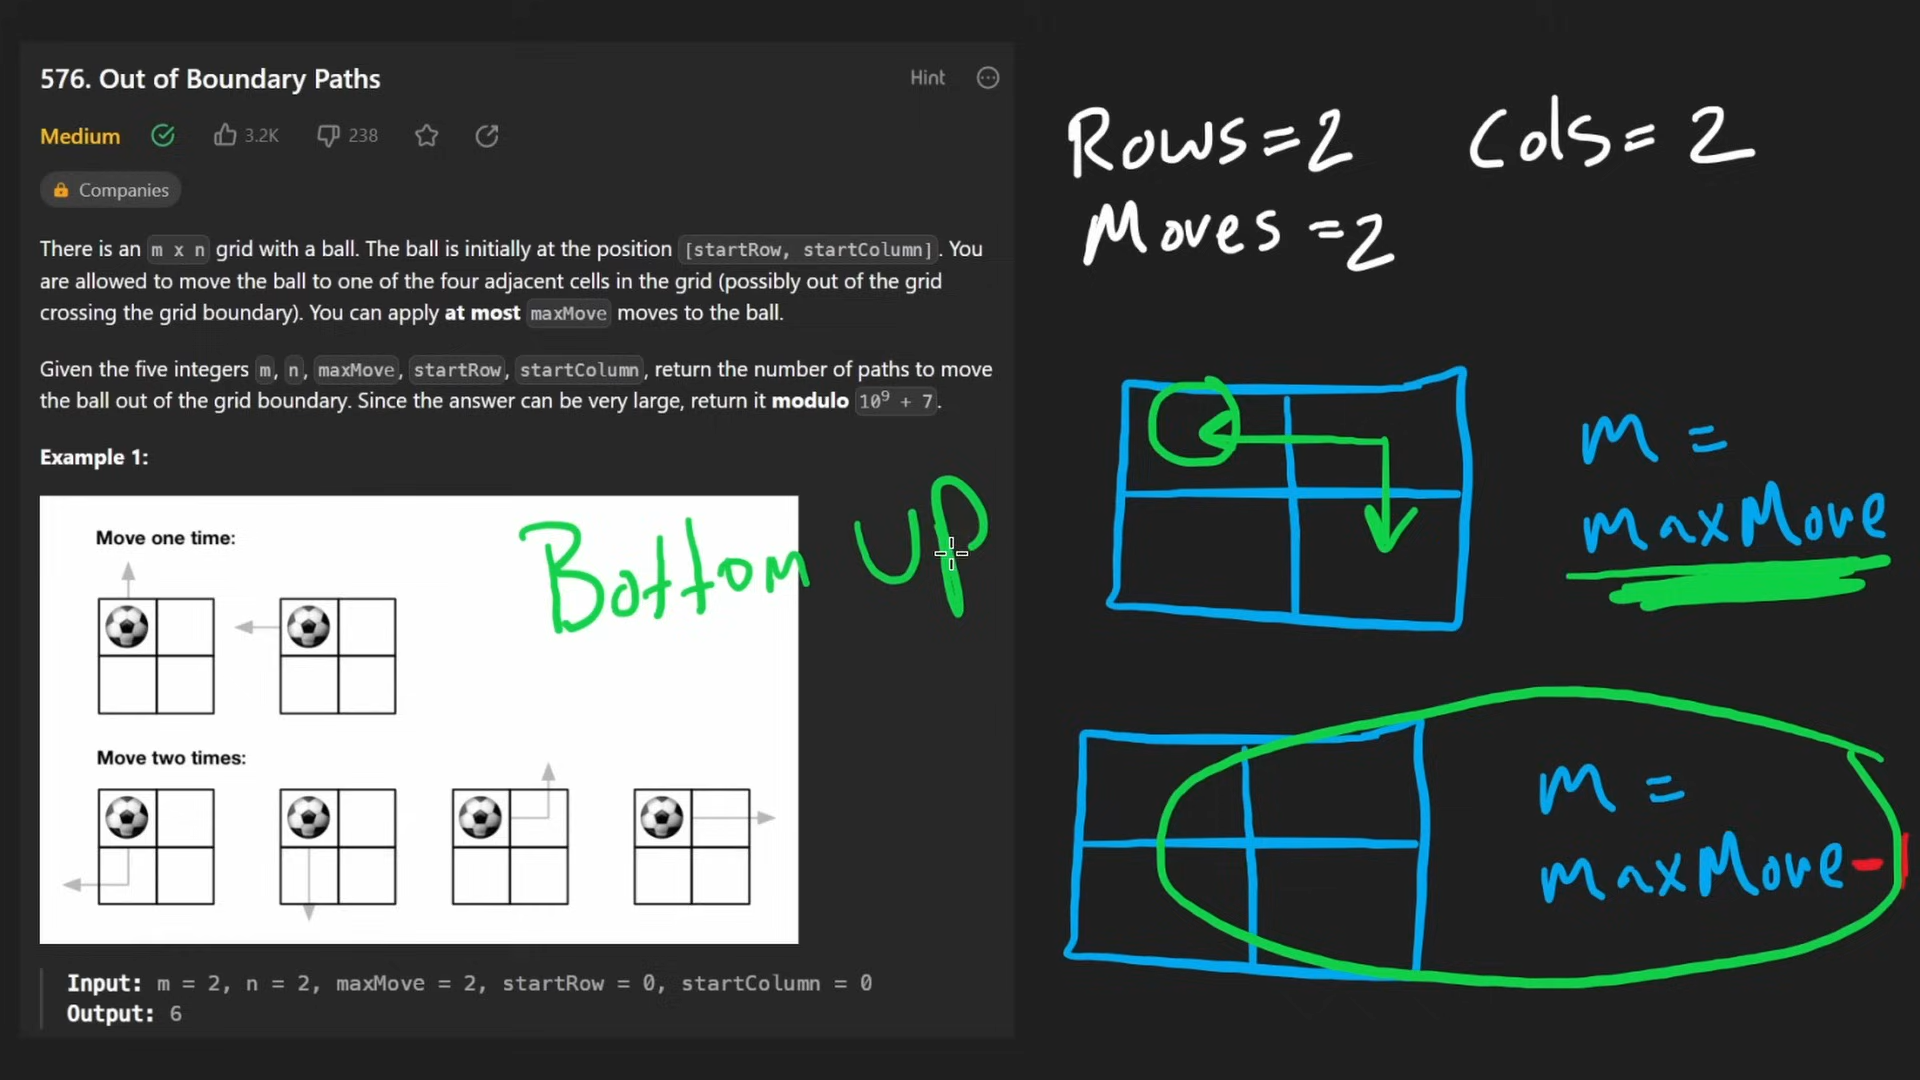 576. Out of Boundary Paths
Hint
Medium 3.2K 238
Companies
There is an m x n grid with a ball. The ball is initially at the position [startRow, startColumn]. You
are allowed to move the ball to one of the four adjacent cells in the grid (possibly out of the grid
crossing the grid boundary). You can apply at most maxMove moves to the ball.
Given the five integers m, n, maxMove, startRow, startColumn, return the number of paths to move
the ball out of the grid boundary. Since the answer can be very large, return it modulo 10⁹ + 7.
Example 1:
Move one time:
Move two times:
Input: m = 2, n = 2, maxMove = 2, startRow = 0, startColumn = 0
Output: 6
Bottom UP
Rows=2 Cols=2
Moves=2
m =
maxMove
m =
maxMove-1